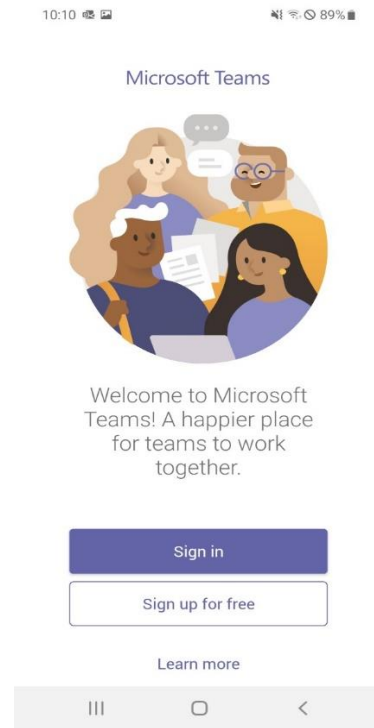 10:10 89%
Microsoft Teams
Welcome to Microsoft
Teams! A happier place
for teams to work
together.
Sign in
Sign up for free
Learn more